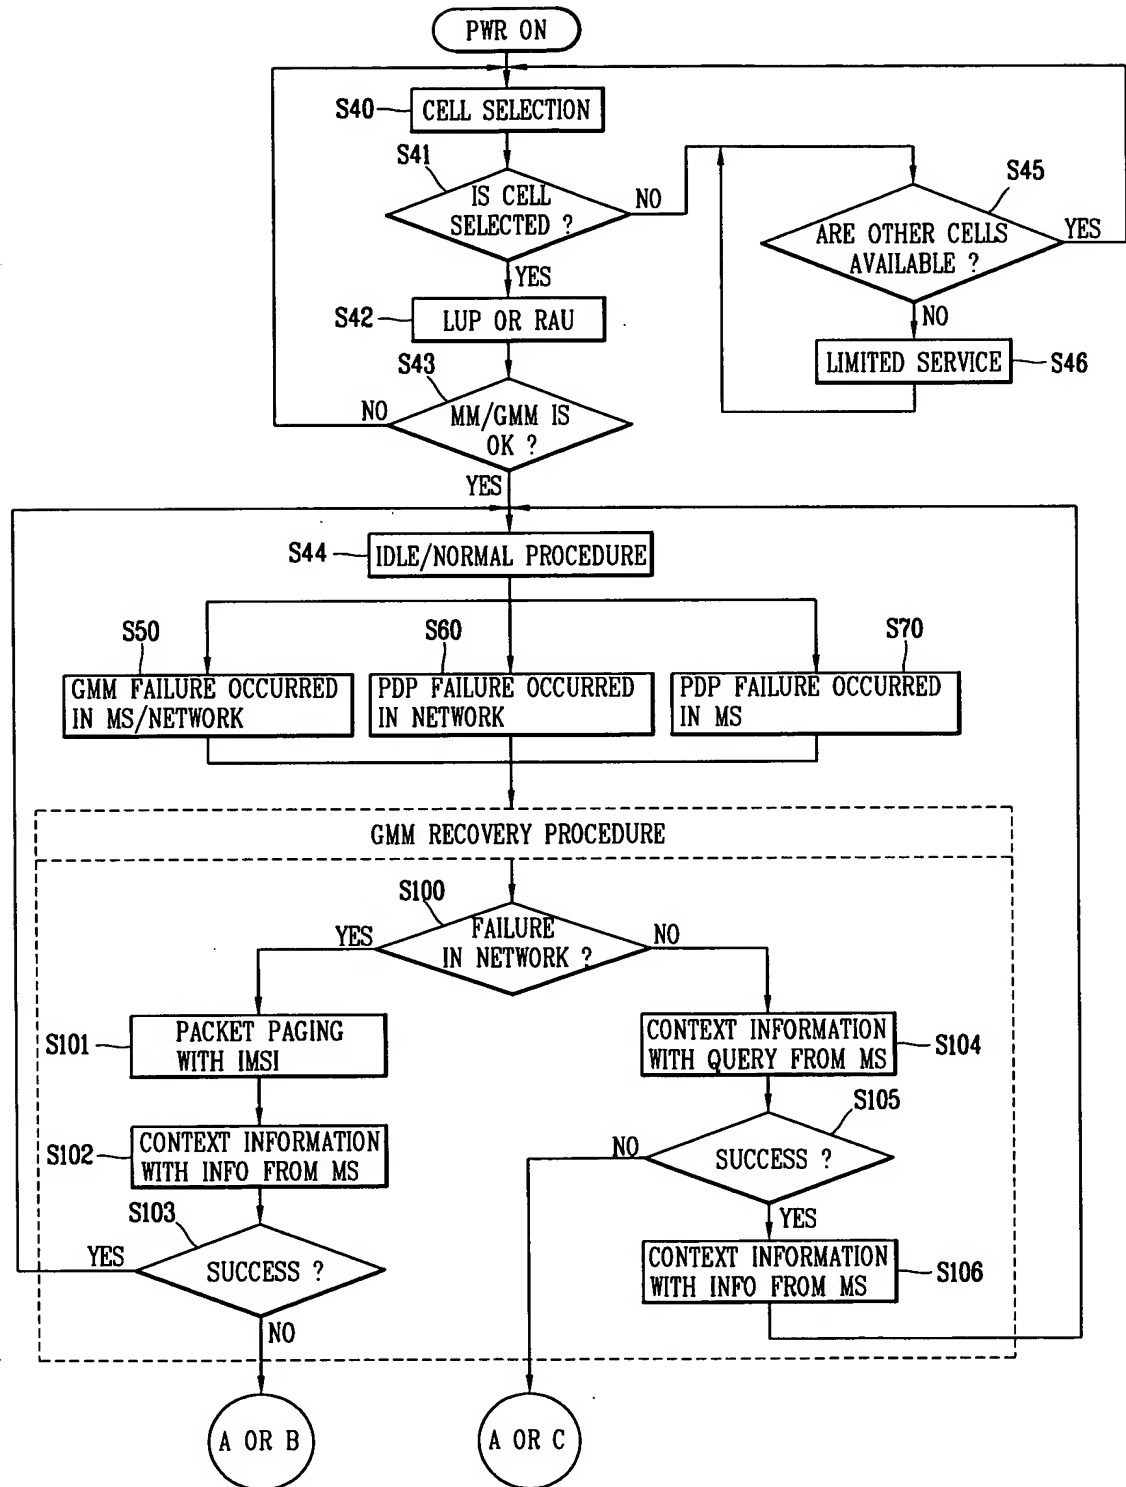 PWR ON
S40
CELL SELECTION
S41
IS CELL
SELECTED ?
NO
S45
ARE OTHER CELLS
AVAILABLE ?
YES
YES
NO
S42
LUP OR RAU
LIMITED SERVICE
S46
S43
NO
MM/GMM IS
OK ?
YES
S44
IDLE/NORMAL PROCEDURE
S50
S60
S70
GMM FAILURE OCCURRED
IN MS/NETWORK
PDP FAILURE OCCURRED
IN NETWORK
PDP FAILURE OCCURRED
IN MS
GMM RECOVERY PROCEDURE
S100
YES
FAILURE
IN NETWORK ?
NO
S101
PACKET PAGING
WITH IMSI
CONTEXT INFORMATION
WITH QUERY FROM MS
S104
S102
CONTEXT INFORMATION
WITH INFO FROM MS
S105
NO
SUCCESS ?
YES
S103
YES
SUCCESS ?
NO
CONTEXT INFORMATION
WITH INFO FROM MS
S106
A OR B
A OR C